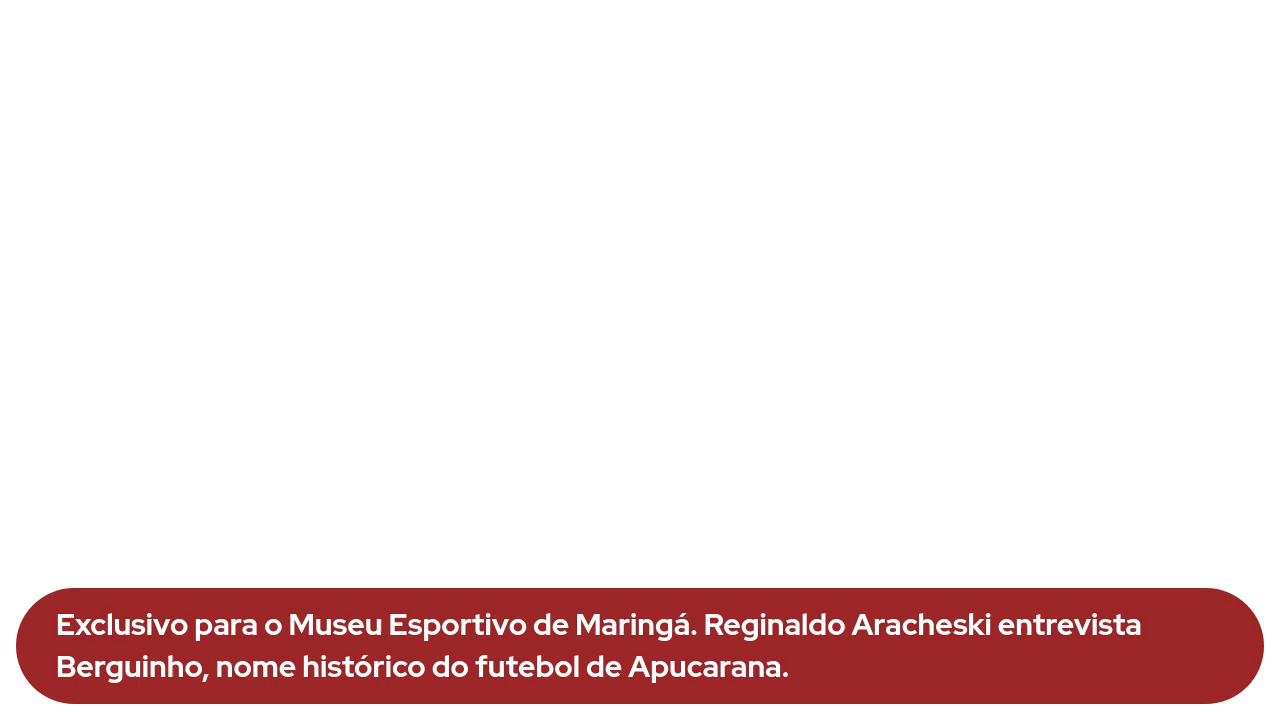 Exclusivo para o Museu Esportivo de Maringá. Reginaldo Aracheski entrevista
Berguinho, nome histórico do futebol de Apucarana.